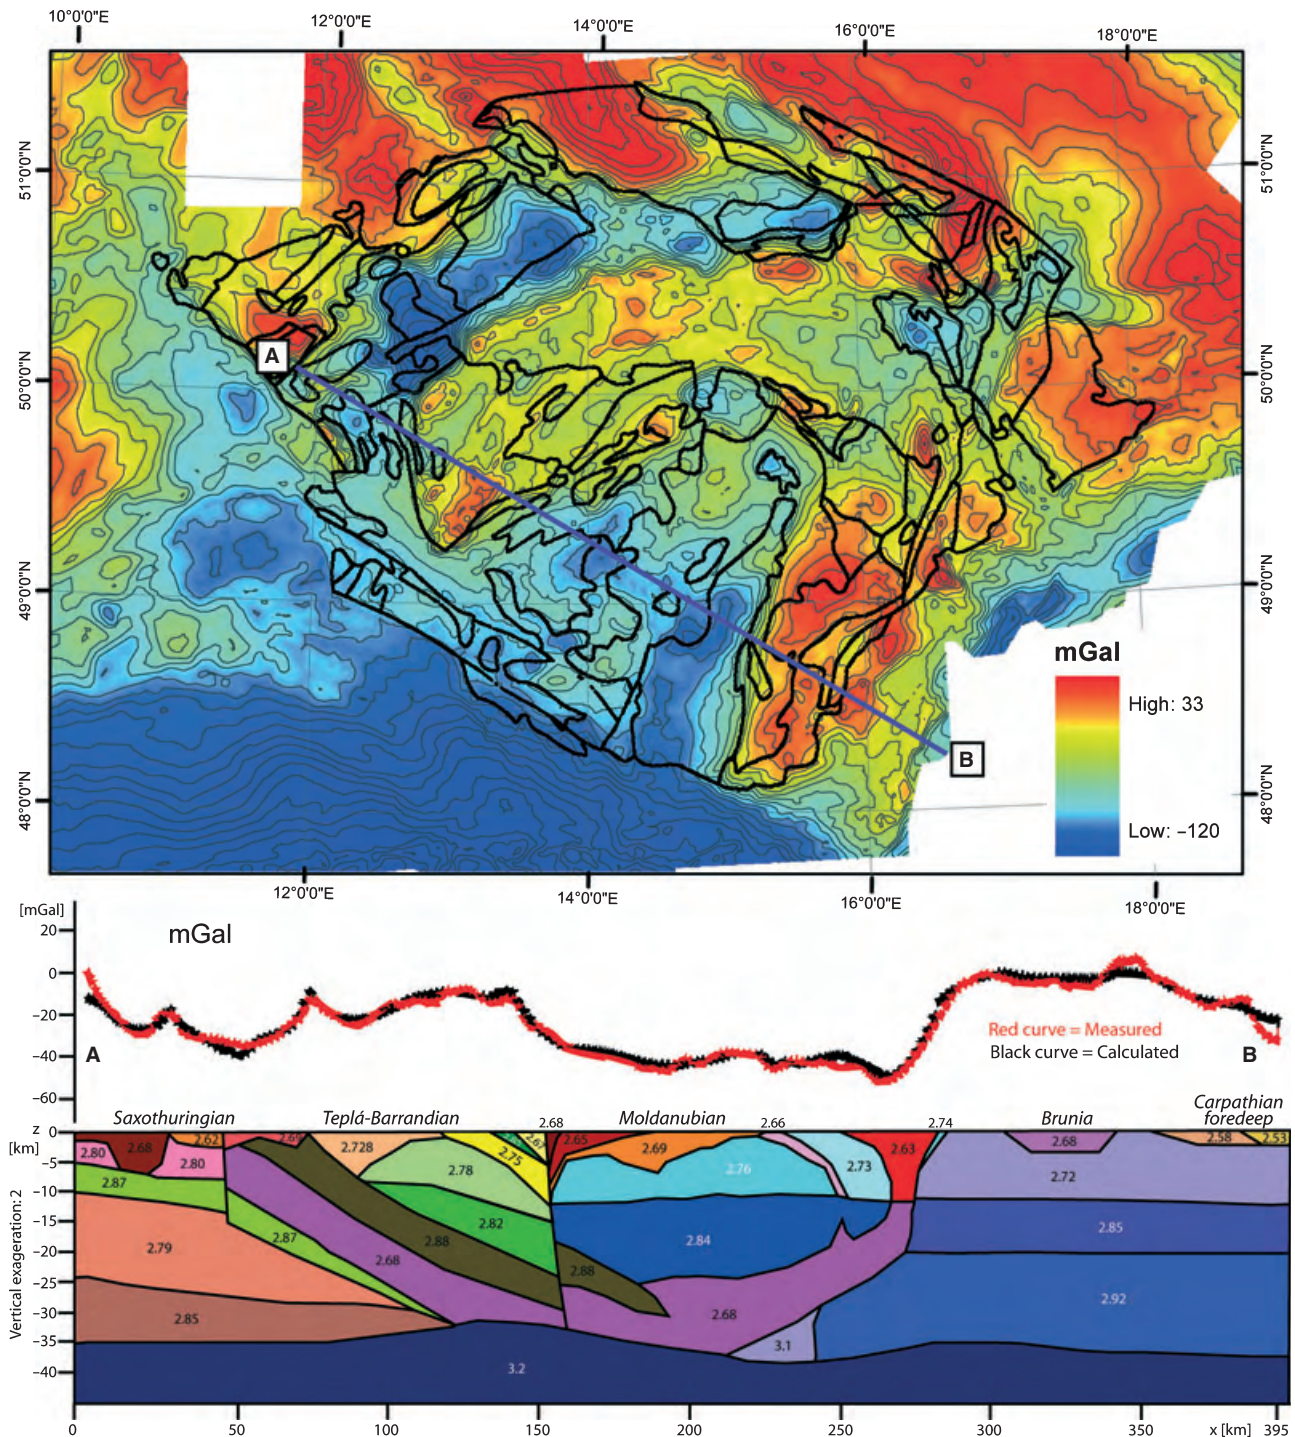 10°0'0"E
12°0'0"E
14°0'0"E
16°0'0"E
18°0'0"E
51°0'0"N
51°0'0"N
50°0'0"N
50°0'0"N
49°0'0"N
49°0'0"N
48°0'0"N
48°0'0"N
A
B
mGal
High: 33
Low: −120
12°0'0"E
14°0'0"E
16°0'0"E
18°0'0"E
[mGal]
mGal
20
0
−20
−40
−60
A
B
Red curve = Measured
Black curve = Calculated
Saxothuringian
Teplá-Barrandian
2.68
Moldanubian
2.66
2.74
Brunia
Carpathian
foredeep
z
[km]
0
−5
−10
−15
−20
−25
−30
−35
−40
Vertical exageration: 2
2.80
2.68
2.62
2.80
2.69
2.728
2.78
2.75
2.67
2.65
2.69
2.76
2.73
2.63
2.68
2.58
2.53
2.72
2.87
2.79
2.87
2.68
2.88
2.82
2.88
2.84
2.85
2.85
2.68
2.92
3.1
3.2
0
50
100
150
200
250
300
350
x [km]
395